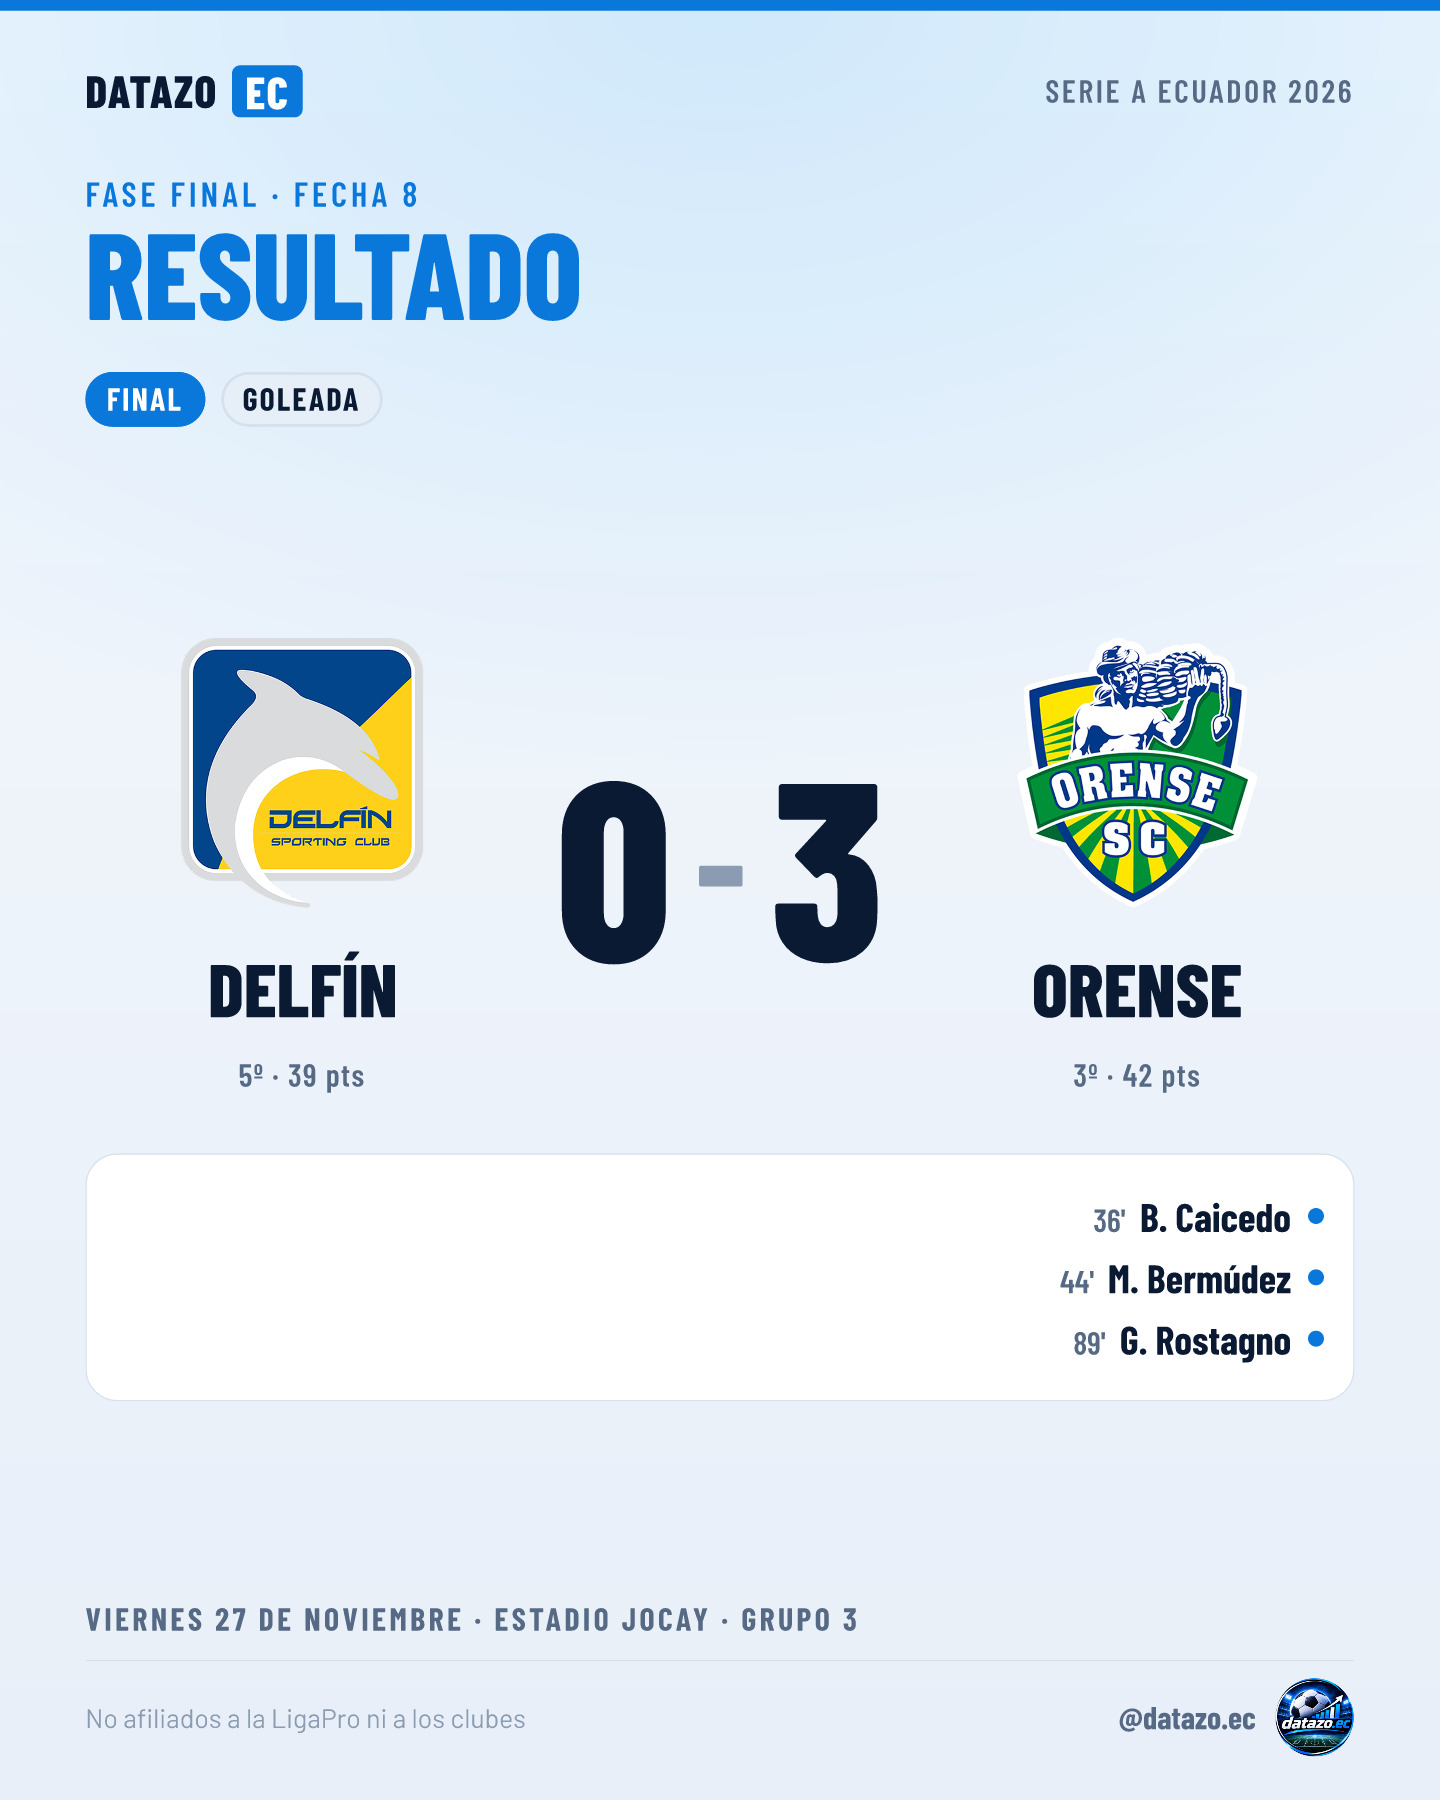 DATAZO EC
SERIE A ECUADOR 2026
FASE FINAL · FECHA 8
RESULTADO
FINAL
GOLEADA
DELFÍN
SPORTING CLUB
ORENSE
SC
0 - 3
DELFÍN
ORENSE
5º · 39 pts
3º · 42 pts
36' B. Caicedo
44' M. Bermúdez
89' G. Rostagno
VIERNES 27 DE NOVIEMBRE · ESTADIO JOCAY · GRUPO 3
No afiliados a la LigaPro ni a los clubes
@datazo.ec
datazo.ec